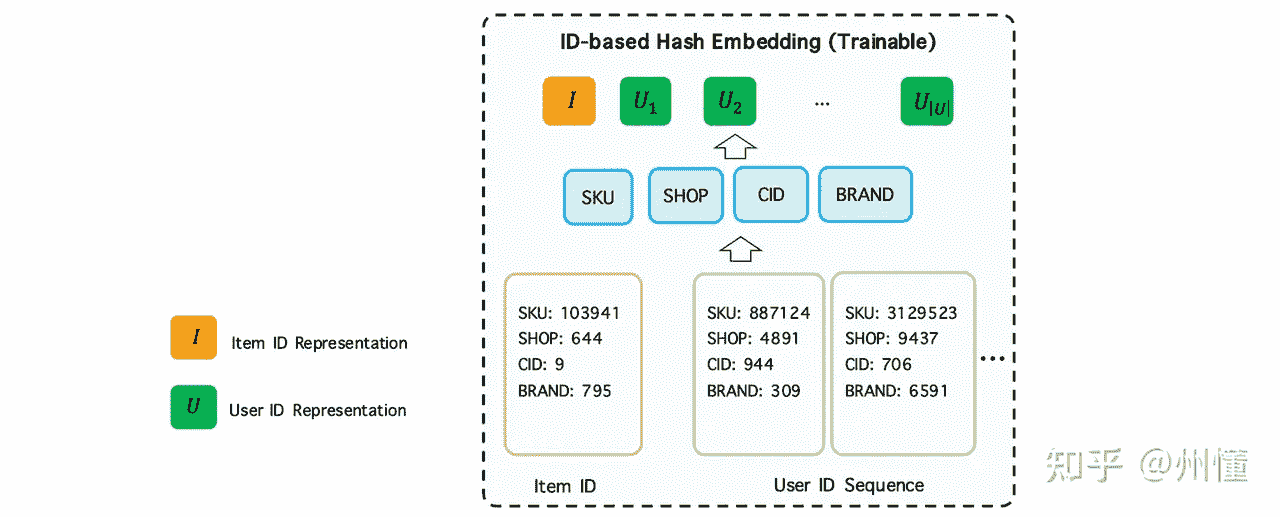 ID-based Hash Embedding (Trainable)
I U₁ U₂ ... U|U|
SKU SHOP CID BRAND
SKU: 103941
SHOP: 644
CID: 9
BRAND: 795
SKU: 887124
SHOP: 4891
CID: 944
BRAND: 309
SKU: 3129523
SHOP: 9437
CID: 706
BRAND: 6591
...
Item ID
User ID Sequence
I Item ID Representation
U User ID Representation
知乎 @州懂